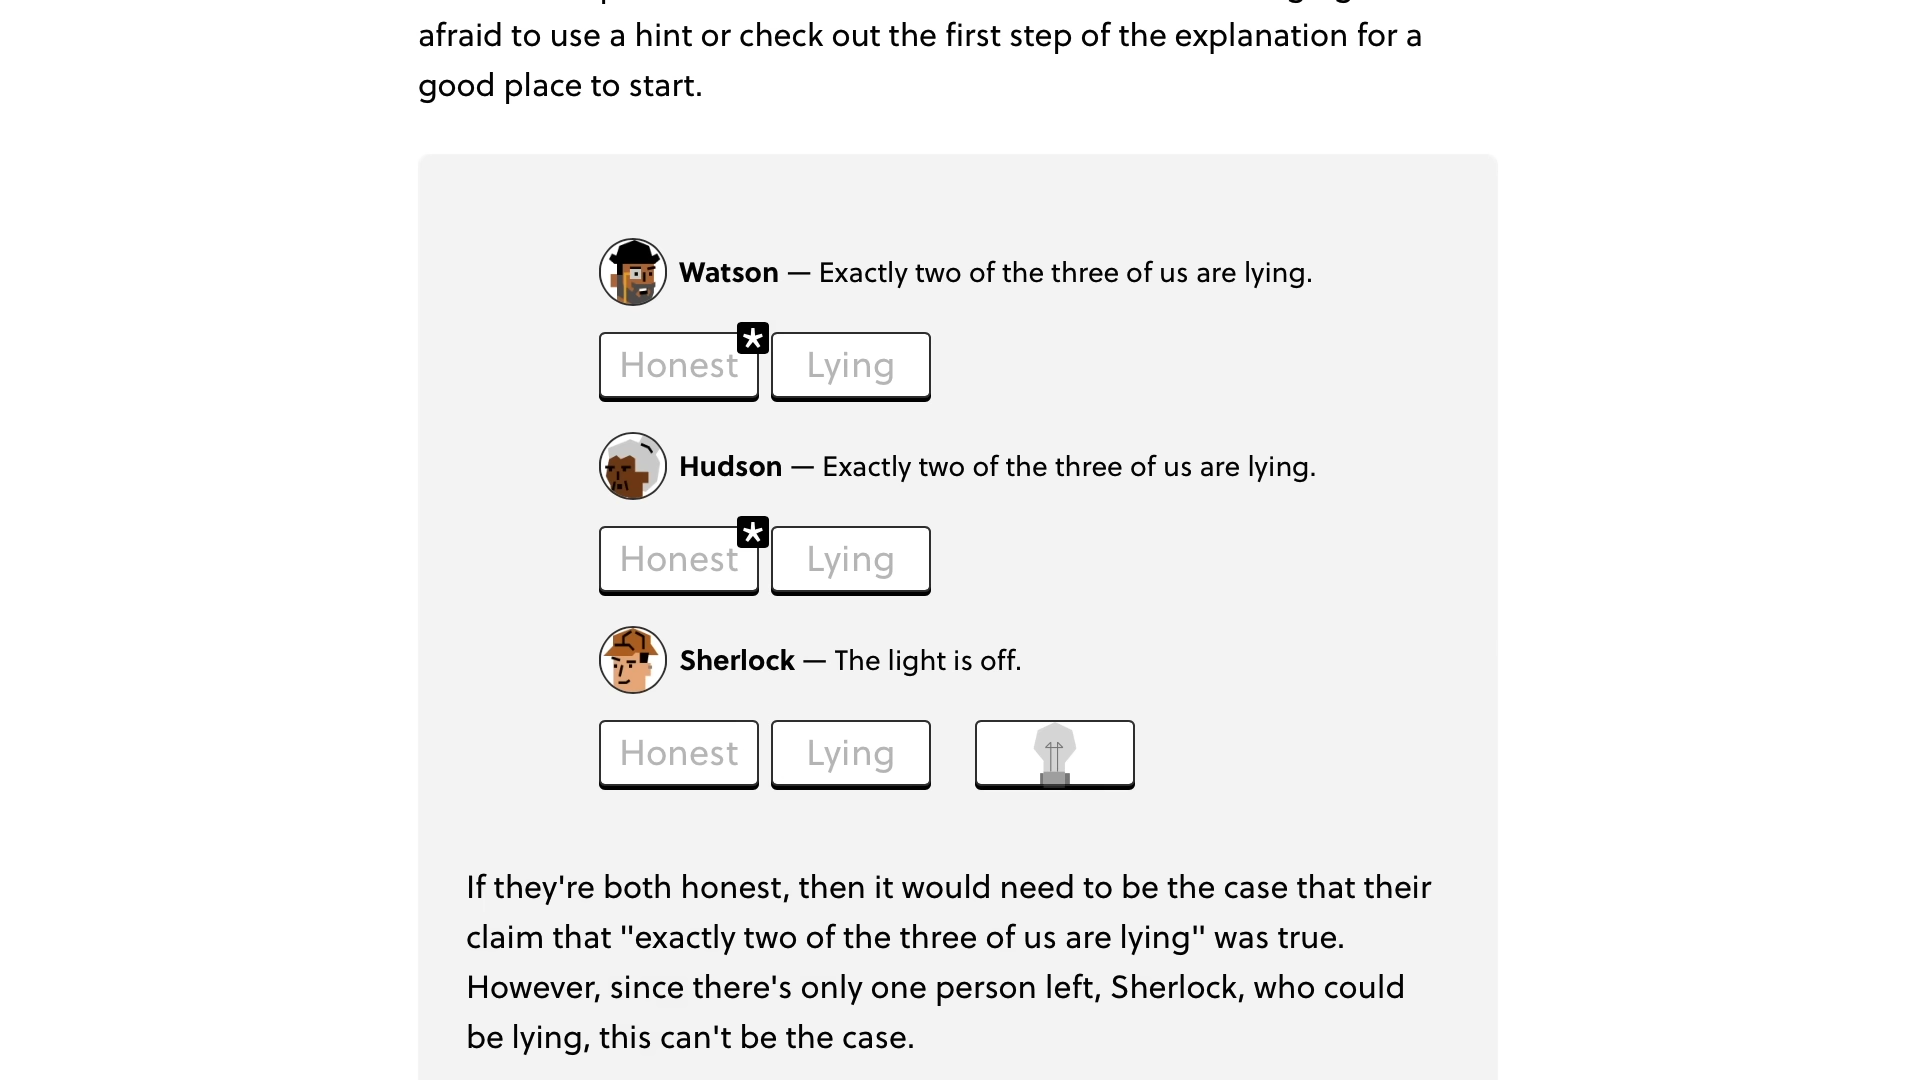 afraid to use a hint or check out the first step of the explanation for a
good place to start.
Watson — Exactly two of the three of us are lying.
Honest * Lying
Hudson — Exactly two of the three of us are lying.
Honest * Lying
Sherlock — The light is off.
Honest Lying
If they're both honest, then it would need to be the case that their
claim that "exactly two of the three of us are lying" was true.
However, since there's only one person left, Sherlock, who could
be lying, this can't be the case.